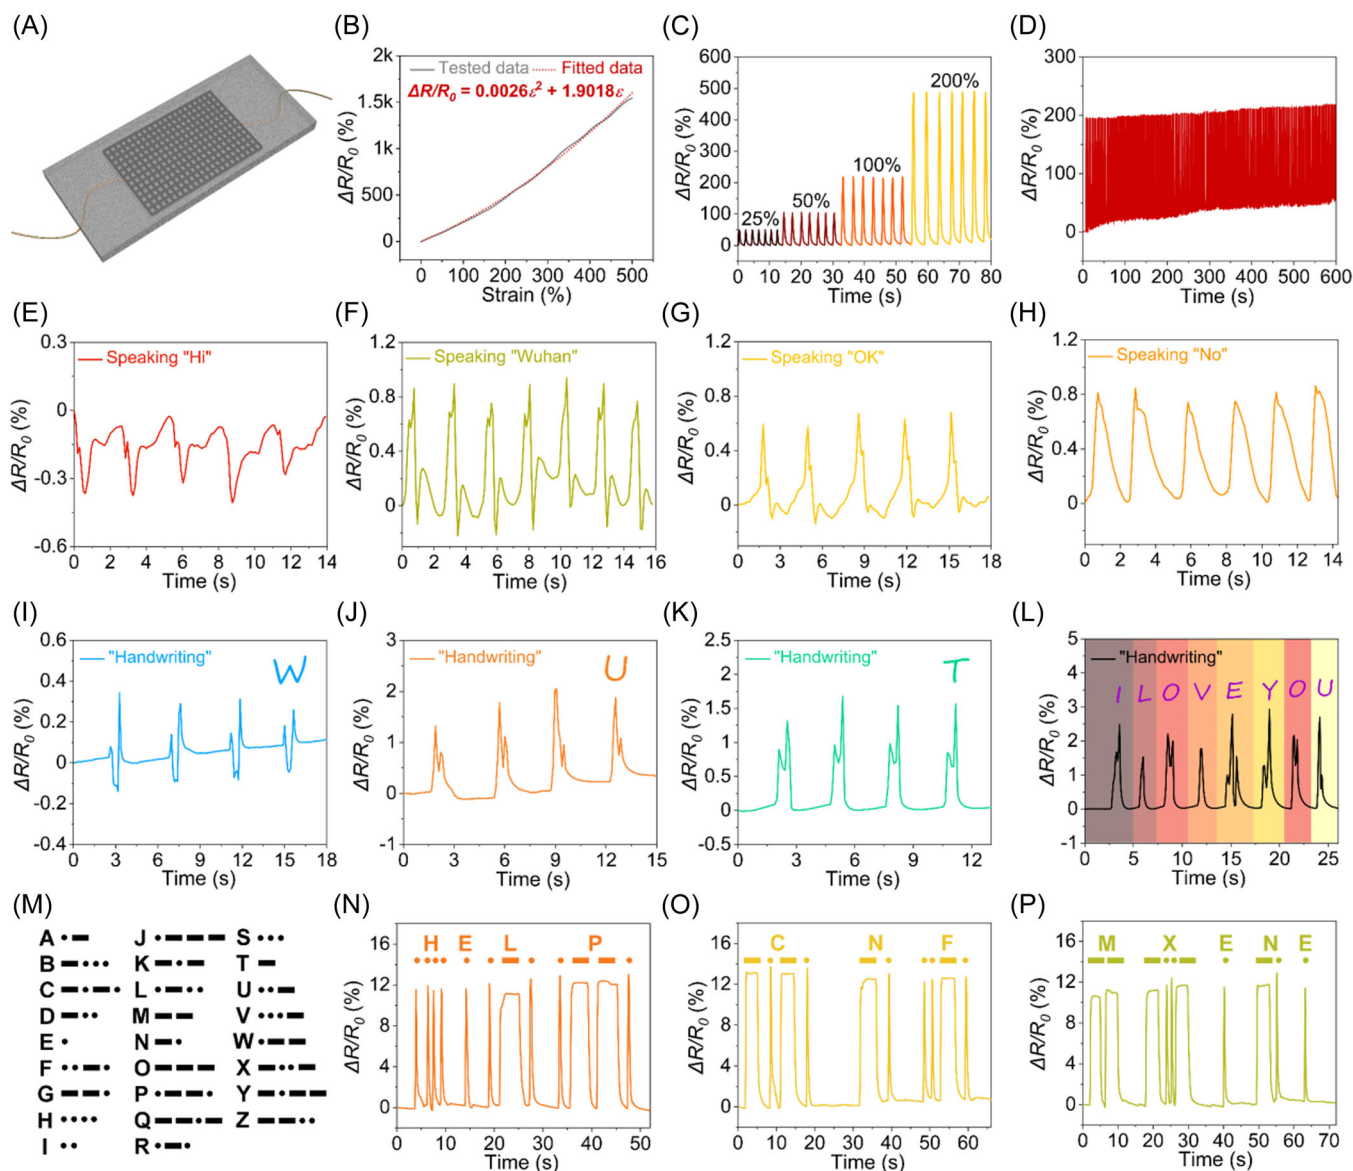 (A)
(B)
ΔR/R0 (%)
2k
1.5k
1k
500
0
Tested data
Fitted data
ΔR/R0 = 0.0026ε2 + 1.9018ε
0 100 200 300 400 500
Strain (%)
(C)
ΔR/R0 (%)
600
500
400
300
200
100
0
25%
50%
100%
200%
0 10 20 30 40 50 60 70 80
Time (s)
(D)
ΔR/R0 (%)
300
200
100
0
0 100 200 300 400 500 600
Time (s)
(E)
ΔR/R0 (%)
0.3
0
-0.3
-0.6
Speaking "Hi"
0 2 4 6 8 10 12 14
Time (s)
(F)
ΔR/R0 (%)
1.2
0.8
0.4
0
Speaking "Wuhan"
0 2 4 6 8 10 12 14 16
Time (s)
(G)
ΔR/R0 (%)
1.2
0.8
0.4
0
Speaking "OK"
0 3 6 9 12 15 18
Time (s)
(H)
ΔR/R0 (%)
1.2
0.8
0.4
0
Speaking "No"
0 2 4 6 8 10 12 14
Time (s)
(I)
ΔR/R0 (%)
0.6
0.4
0.2
0
-0.2
-0.4
"Handwriting"
W
0 3 6 9 12 15 18
Time (s)
(J)
ΔR/R0 (%)
3
2
1
0
-1
"Handwriting"
U
0 3 6 9 12 15
Time (s)
(K)
ΔR/R0 (%)
2.5
2
1.5
1
0.5
0
-0.5
"Handwriting"
T
0 3 6 9 12
Time (s)
(L)
ΔR/R0 (%)
5
4
3
2
1
0
-1
"Handwriting"
I L O V E Y O U
0 5 10 15 20 25
Time (s)
(M)
A J S
B K T
C L U
D M V
E N W
F O X
G P Y
H Q Z
I R
(N)
ΔR/R0 (%)
16
12
8
4
0
H E L P
0 10 20 30 40 50
Time (s)
(O)
ΔR/R0 (%)
16
12
8
4
0
C N F
0 10 20 30 40 50 60
Time (s)
(P)
ΔR/R0 (%)
16
12
8
4
0
M X E N E
0 10 20 30 40 50 60 70
Time (s)